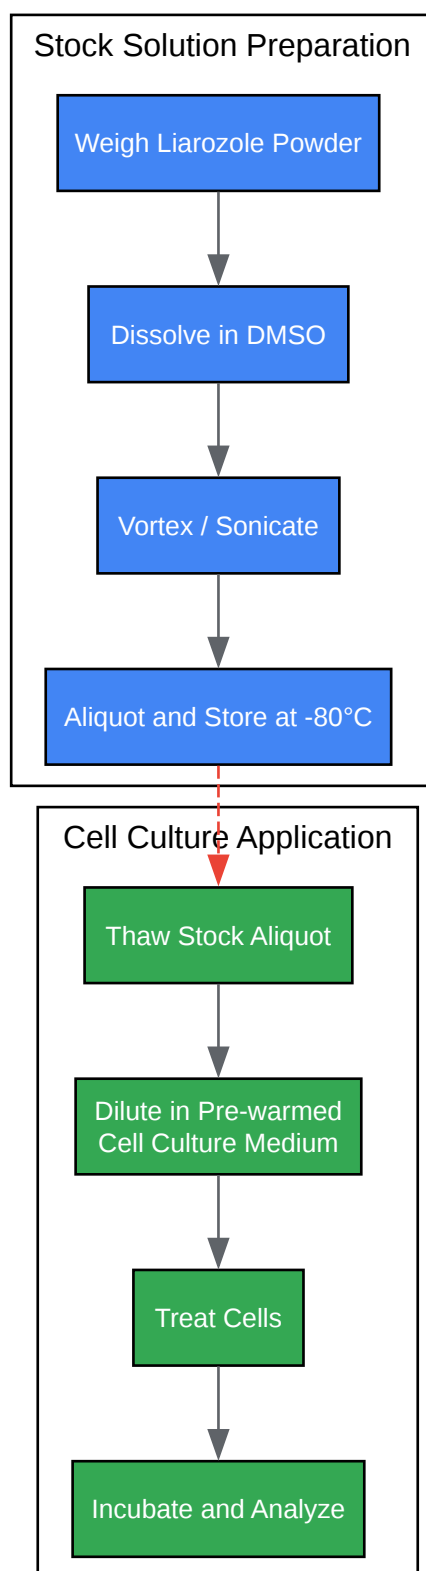 Stock Solution Preparation
Weigh Liarozole Powder
Dissolve in DMSO
Vortex / Sonicate
Aliquot and Store at -80°C
Cell Culture Application
Thaw Stock Aliquot
Dilute in Pre-warmed
Cell Culture Medium
Treat Cells
Incubate and Analyze